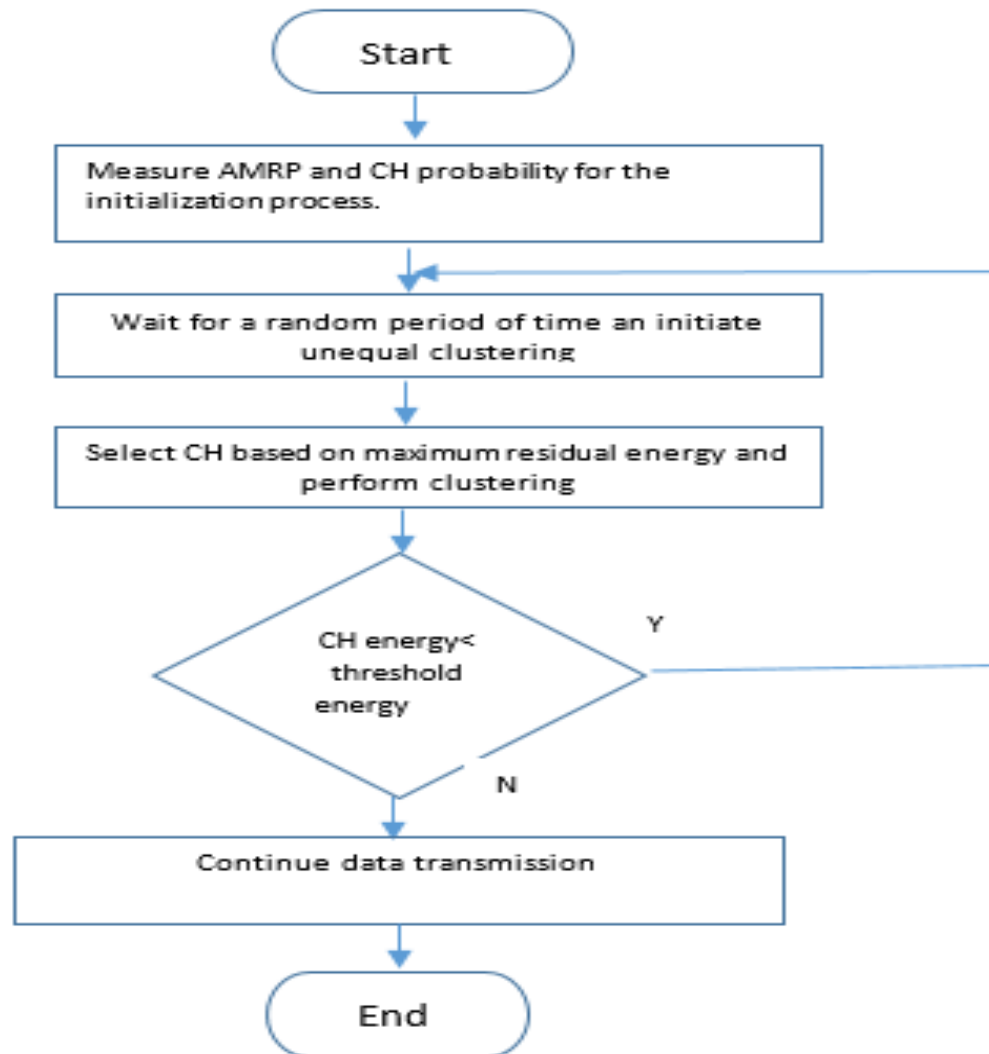 Start
Measure AMRP and CH probability for the
initialization process.
Wait for a random period of time an initiate
unequal clustering
Select CH based on maximum residual energy and
perform clustering
CH energy<
threshold
energy
Y
N
Continue data transmission
End